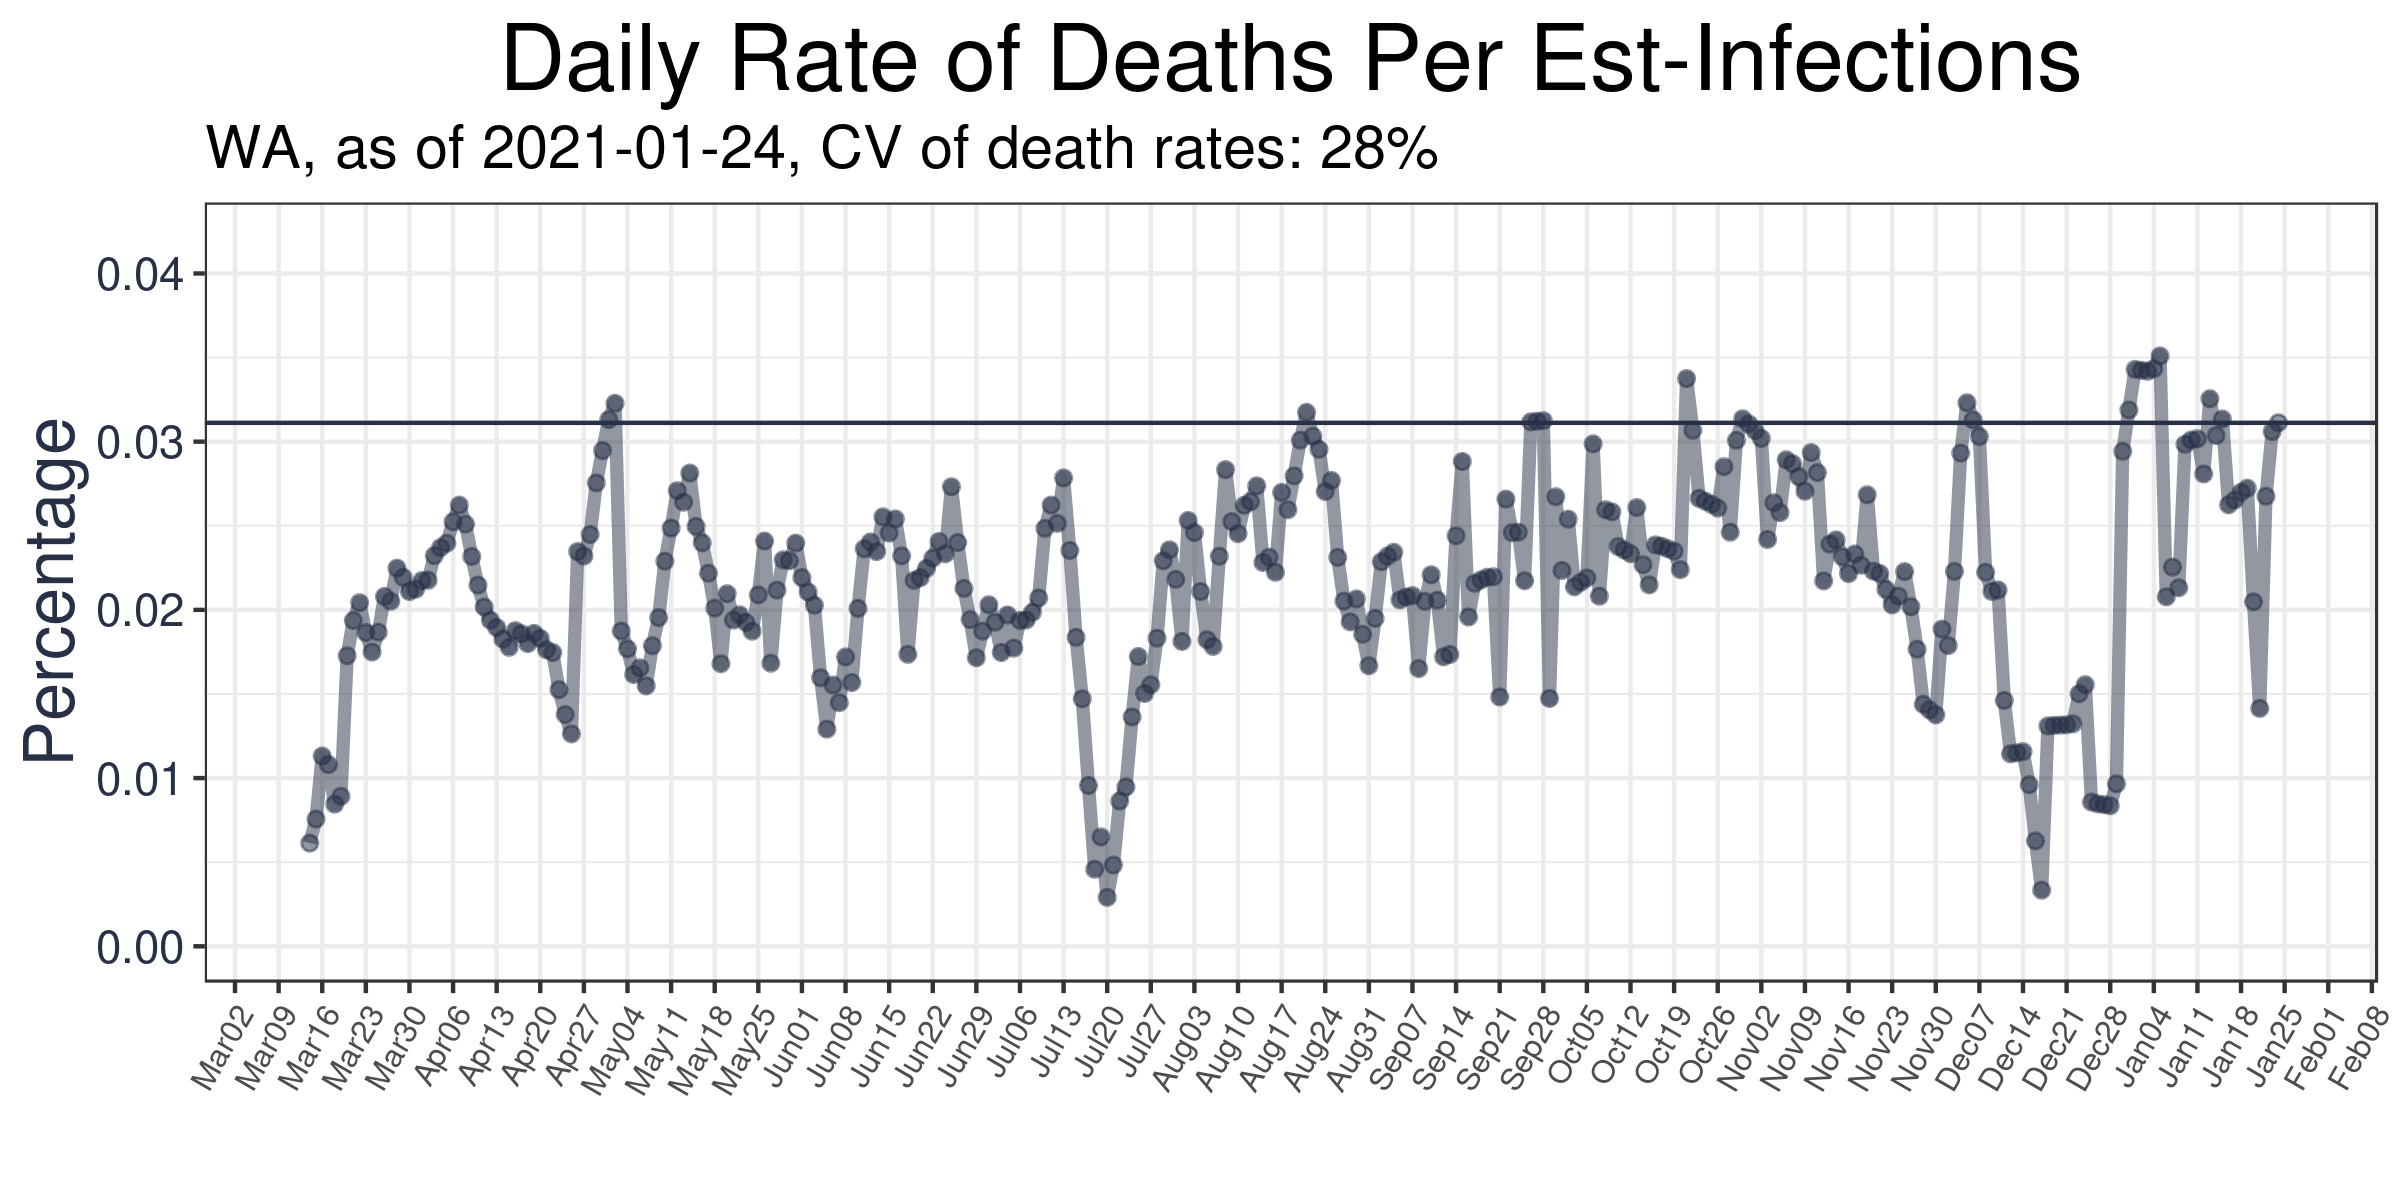 Daily Rate of Deaths Per Est-Infections
WA, as of 2021-01-24, CV of death rates: 28%
Percentage
0.04
0.03
0.02
0.01
0.00
Mar02
Mar09
Mar16
Mar23
Mar30
Apr06
Apr13
Apr20
Apr27
May04
May11
May18
May25
Jun01
Jun08
Jun15
Jun22
Jun29
Jul06
Jul13
Jul20
Jul27
Aug03
Aug10
Aug17
Aug24
Aug31
Sep07
Sep14
Sep21
Sep28
Oct05
Oct12
Oct19
Oct26
Nov02
Nov09
Nov16
Nov23
Nov30
Dec07
Dec14
Dec21
Dec28
Jan04
Jan11
Jan18
Jan25
Feb01
Feb08